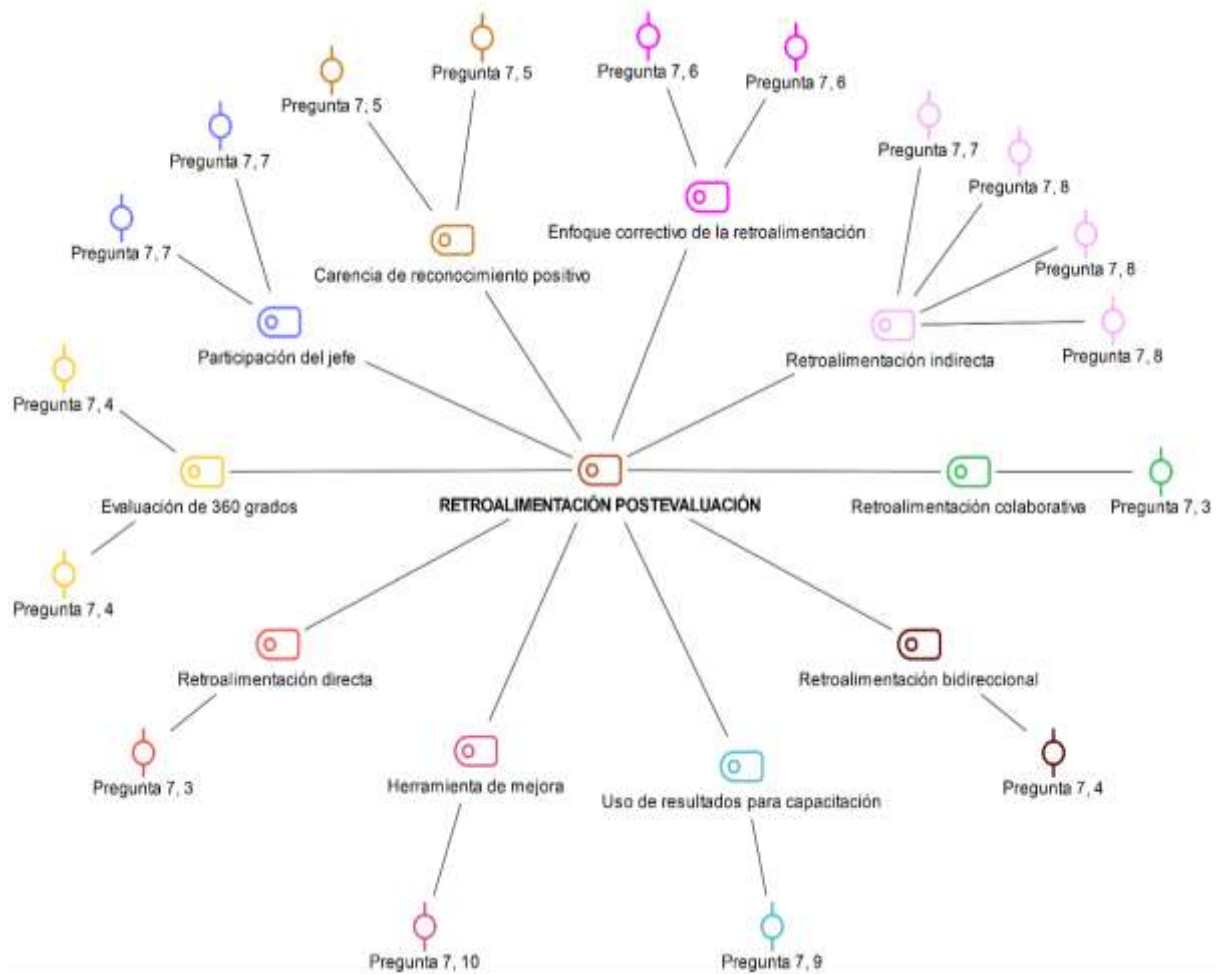 Pregunta 7, 5
Pregunta 7, 6
Pregunta 7, 6
Pregunta 7, 5
Pregunta 7, 7
Pregunta 7, 7
Pregunta 7, 8
Pregunta 7, 7
Enfoque correctivo de la retroalimentación
Pregunta 7, 8
Carencia de reconocimiento positivo
Participación del jefe
Retroalimentación indirecta
Pregunta 7, 8
Pregunta 7, 4
Evaluación de 360 grados
RETROALIMENTACIÓN POSTEVALUACIÓN
Retroalimentación colaborativa
Pregunta 7, 3
Pregunta 7, 4
Retroalimentación directa
Retroalimentación bidireccional
Pregunta 7, 3
Herramienta de mejora
Pregunta 7, 4
Uso de resultados para capacitación
Pregunta 7, 10
Pregunta 7, 9